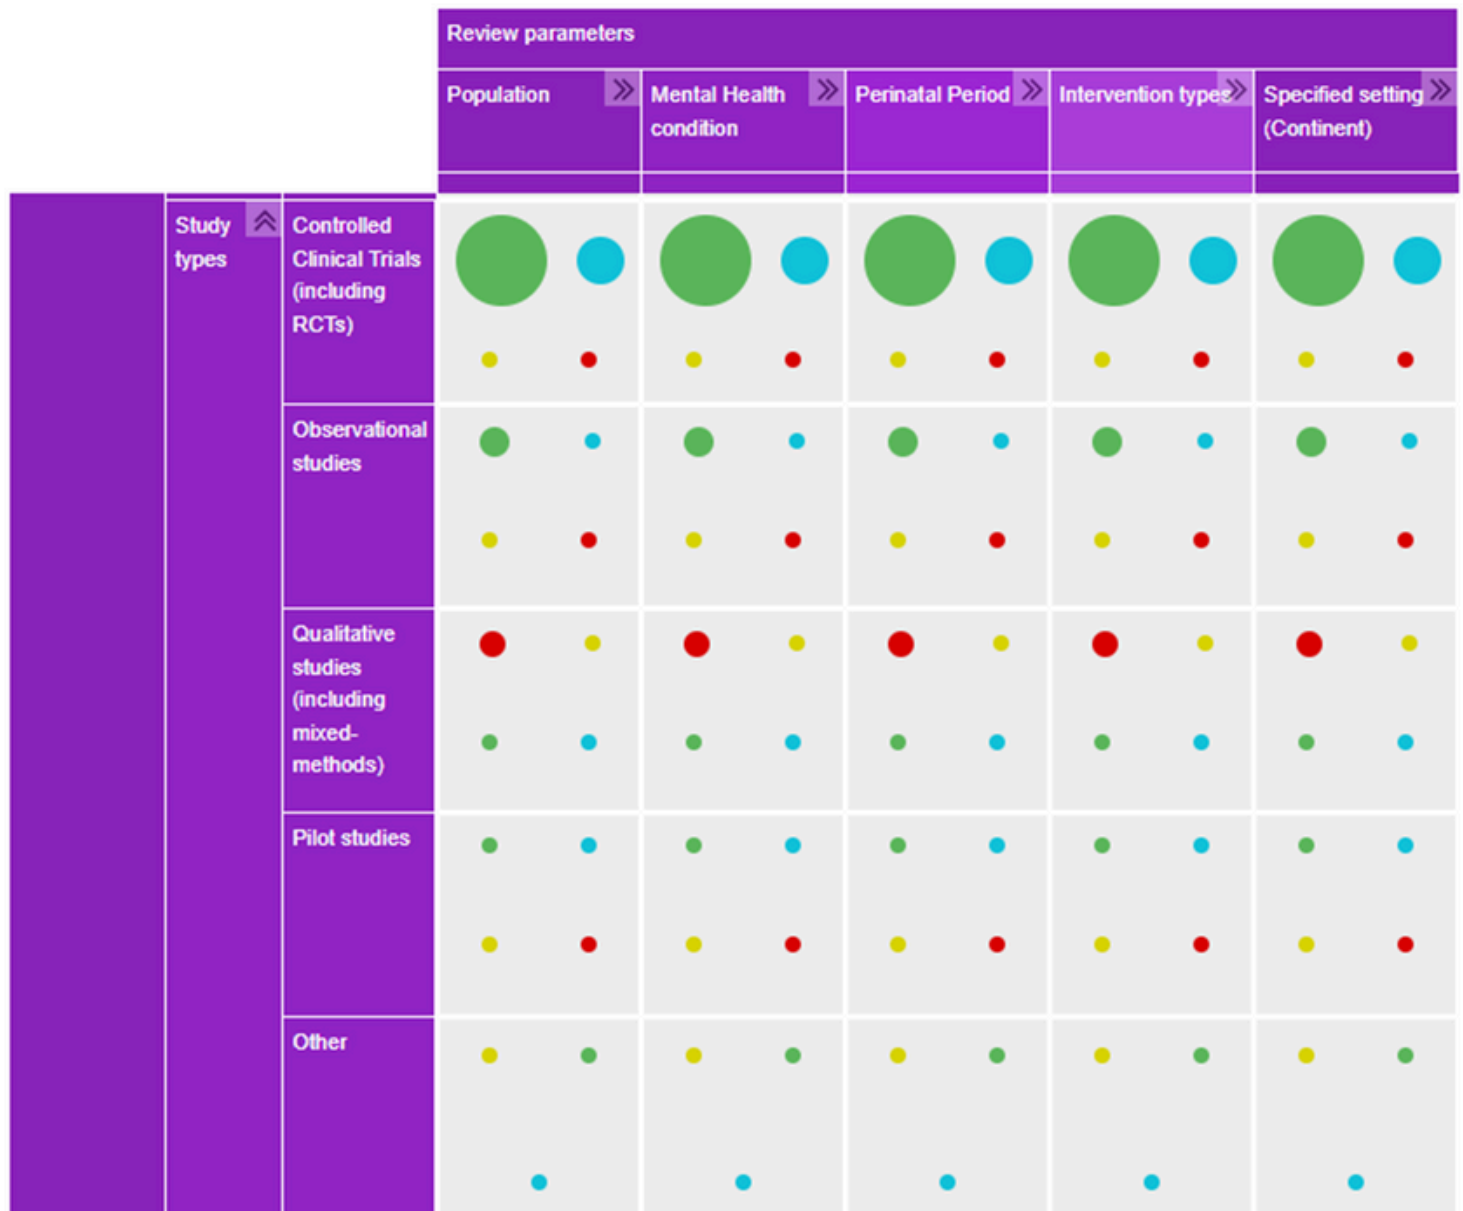 Review parameters
Population
Mental Health
condition
Perinatal Period
Intervention types
Specified setting
(Continent)
Study
types
Controlled
Clinical Trials
(including
RCTs)
Observational
studies
Qualitative
studies
(including
mixed-
methods)
Pilot studies
Other